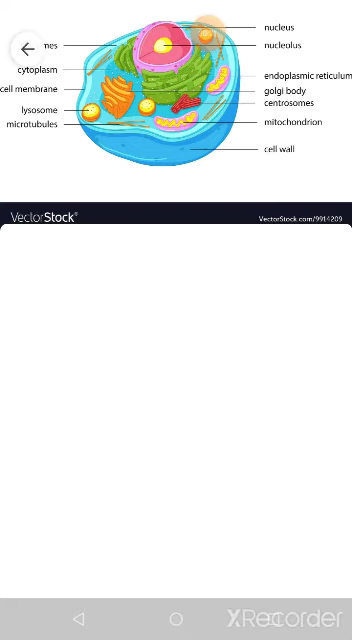 nucleus
nucleolus
cytoplasm
endoplasmic reticulum
cell membrane
golgi body
centrosomes
lysosome
microtubules
mitochondrion
cell wall
VectorStock®
VectorStock.com/9914209
XRecorder